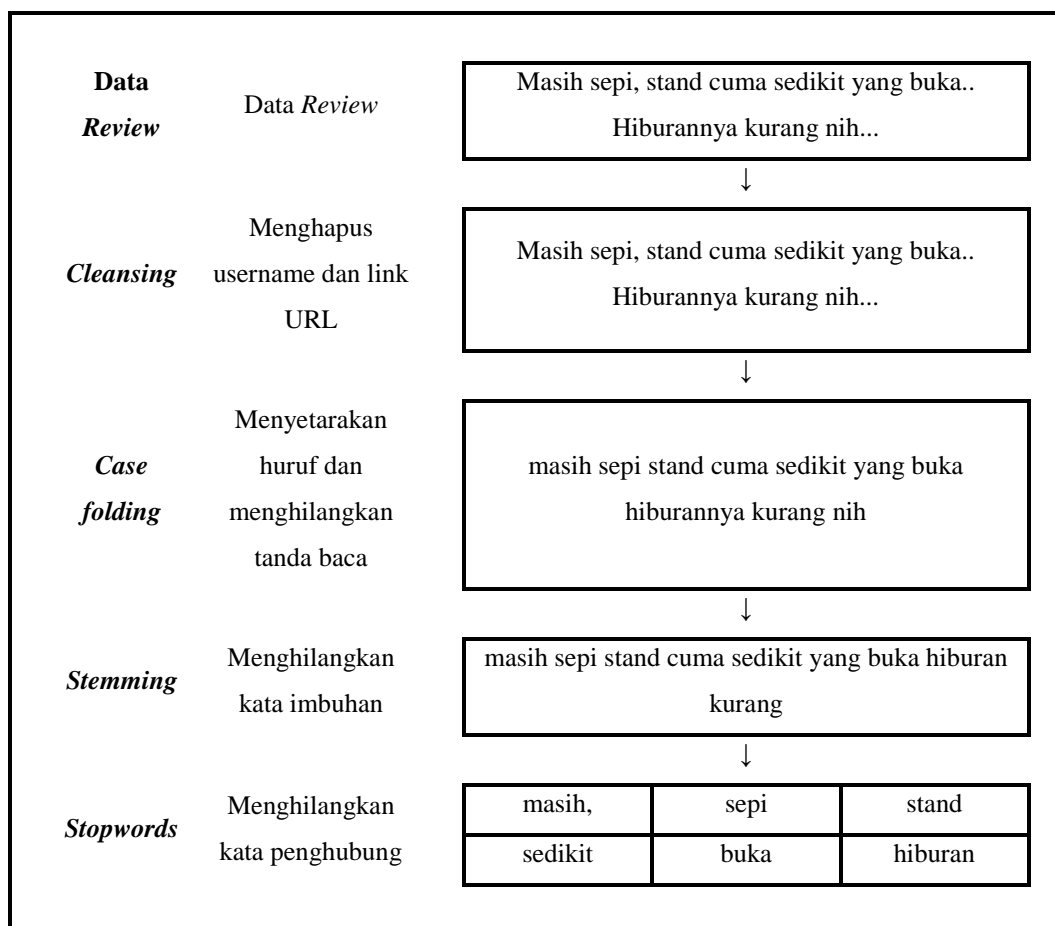 Data
Review
Data Review
Masih sepi, stand cuma sedikit yang buka..
Hiburannya kurang nih...
↓
Cleansing
Menghapus
username dan link
URL
Masih sepi, stand cuma sedikit yang buka..
Hiburannya kurang nih...
↓
Case
folding
Menyetarakan
huruf dan
menghilangkan
tanda baca
masih sepi stand cuma sedikit yang buka
hiburannya kurang nih
↓
Stemming
Menghilangkan
kata imbuhan
masih sepi stand cuma sedikit yang buka hiburan
kurang
↓
Stopwords
Menghilangkan
kata penghubung
masih, sepi stand
sedikit buka hiburan